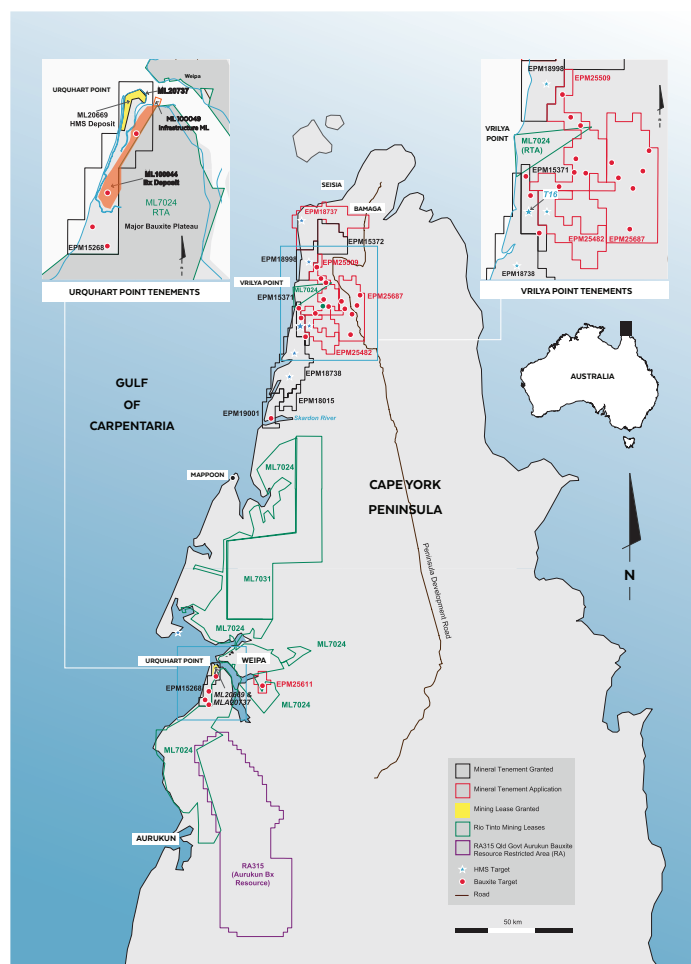 Weipa
URQUHART POINT
ML20737
ML20669
HMS Deposit
ML100049
Infrastructure ML
ML100044
Bx Deposit
ML7024
RTA
Major Bauxite Plateau
EPM15268
N
URQUHART POINT TENEMENTS
EPM18998
EPM25509
VRILYA
POINT
ML7024
(RTA)
EPM15371
T16
EPM25482
EPM25687
EPM18738
N
VRILYA POINT TENEMENTS
SEISIA
BAMAGA
EPM18737
EPM15372
EPM18998
EPM25509
VRILYA POINT
ML7024
EPM15371
EPM25687
EPM25482
EPM18738
EPM18015
EPM19001
Skardon River
AUSTRALIA
GULF
OF
CARPENTARIA
ML7024
MAPPOON
CAPE YORK
PENINSULA
Peninsula Development Road
ML7031
N
ML7024
ML7024
URQUHART POINT
WEIPA
EPM15268
EPM25611
ML20669 &
MLA20737
ML7024
ML7024
AURUKUN
RA315
(Aurukun Bx
Resource)
Mineral Tenement Granted
Mineral Tenement Application
Mining Lease Granted
Rio Tinto Mining Leases
RA315 Qld Govt Aurukun Bauxite
Resource Restricted Area (RA)
HMS Target
Bauxite Target
Road
50 km